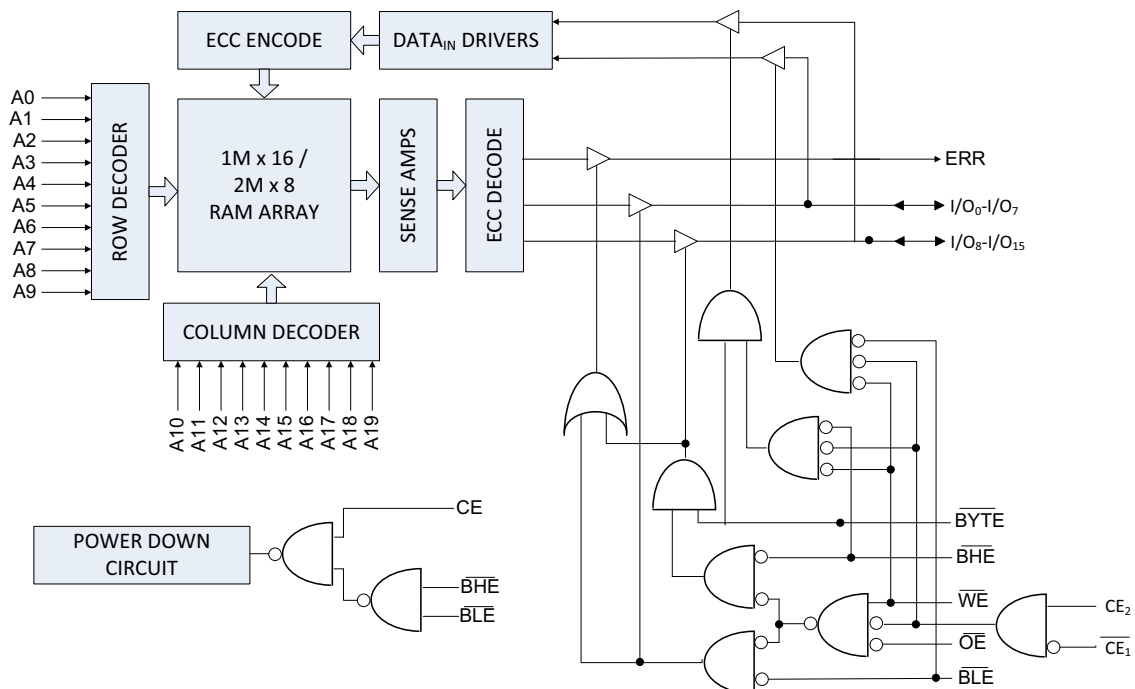 ECC ENCODE
DATAIN DRIVERS
A0
A1
A2
A3
A4
A5
A6
A7
A8
A9
ROW DECODER
1M x 16 /
2M x 8
RAM ARRAY
SENSE AMPS
ECC DECODE
ERR
I/O0-I/O7
I/O8-I/O15
COLUMN DECODER
A10
A11
A12
A13
A14
A15
A16
A17
A18
A19
CE
POWER DOWN
CIRCUIT
BHE
BLE
BYTE
BHE
WE
OE
BLE
CE2
CE1